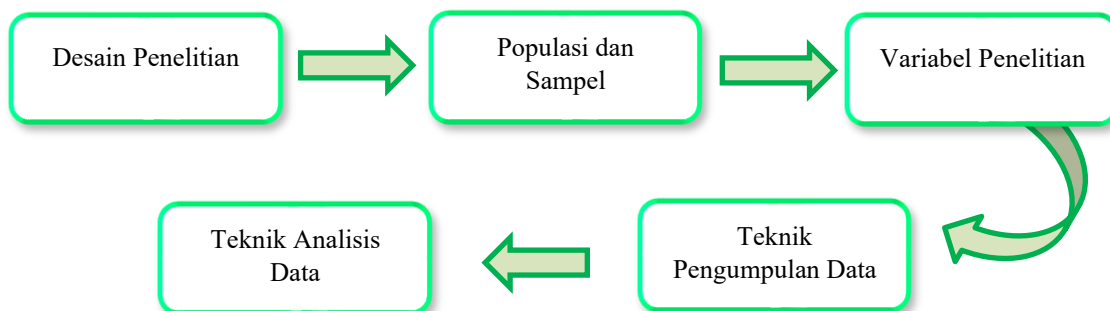 Desain Penelitian
Populasi dan
Sampel
Variabel Penelitian
Teknik
Pengumpulan Data
Teknik Analisis
Data